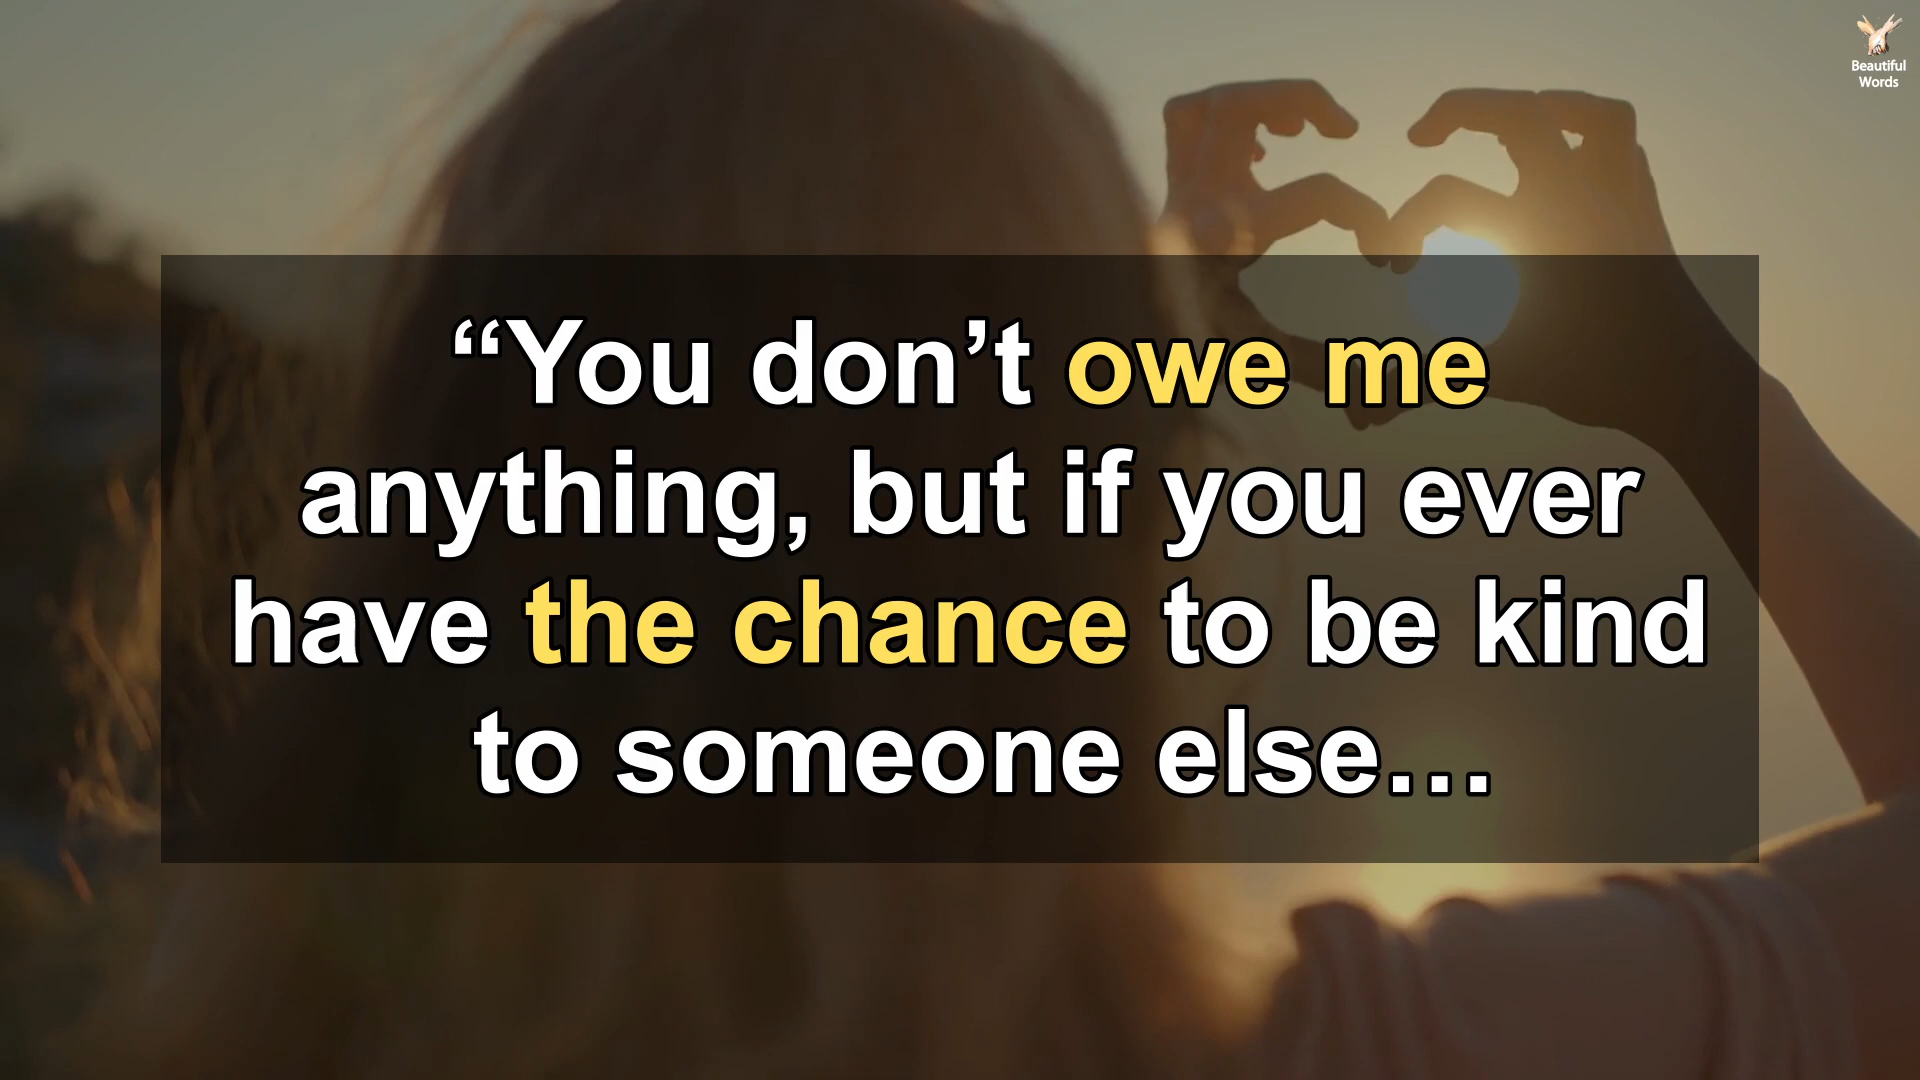 Beautiful
Words
“You don’t owe me
anything, but if you ever
have the chance to be kind
to someone else…